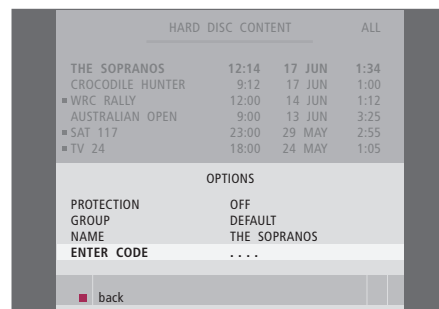 HARD DISC CONTENT ALL
THE SOPRANOS 12:14 17 JUN 1:34
CROCODILE HUNTER 9:12 17 JUN 1:00
WRC RALLY 12:00 14 JUN 1:12
AUSTRALIAN OPEN 9:00 13 JUN 3:25
SAT 117 23:00 29 MAY 2:55
TV 24 18:00 24 MAY 1:05
OPTIONS
PROTECTION OFF
GROUP DEFAULT
NAME THE SOPRANOS
ENTER CODE . . . .
back